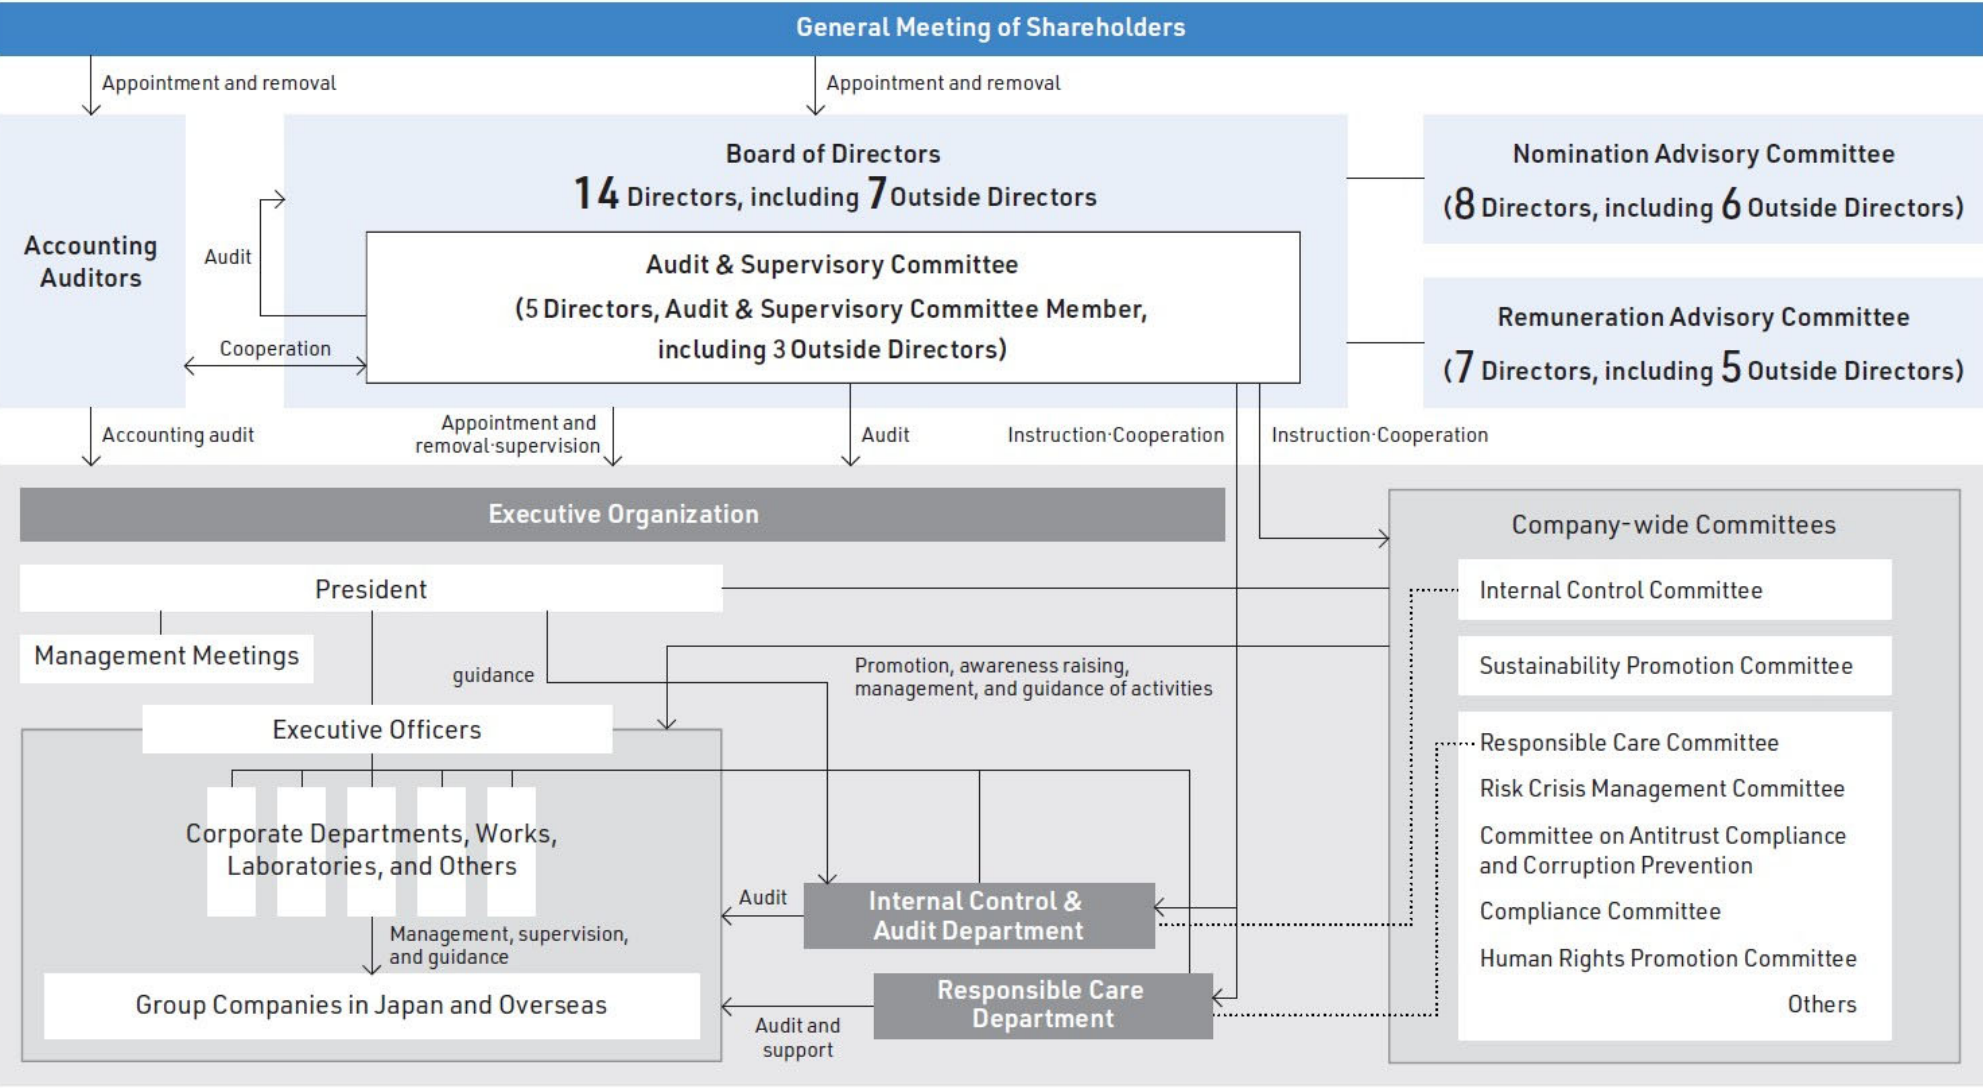 General Meeting of Shareholders
Appointment and removal
Appointment and removal
Accounting
Auditors
Audit
Cooperation
Board of Directors
14 Directors, including 7 Outside Directors
Audit & Supervisory Committee
(5 Directors, Audit & Supervisory Committee Member,
including 3 Outside Directors)
Nomination Advisory Committee
(8 Directors, including 6 Outside Directors)
Remuneration Advisory Committee
(7 Directors, including 5 Outside Directors)
Accounting audit
Appointment and
removal·supervision
Audit
Instruction·Cooperation
Instruction·Cooperation
Executive Organization
President
Management Meetings
guidance
Promotion, awareness raising,
management, and guidance of activities
Executive Officers
Corporate Departments, Works,
Laboratories, and Others
Management, supervision,
and guidance
Group Companies in Japan and Overseas
Audit
Internal Control &
Audit Department
Audit and
support
Responsible Care
Department
Company-wide Committees
Internal Control Committee
Sustainability Promotion Committee
Responsible Care Committee
Risk Crisis Management Committee
Committee on Antitrust Compliance
and Corruption Prevention
Compliance Committee
Human Rights Promotion Committee
Others